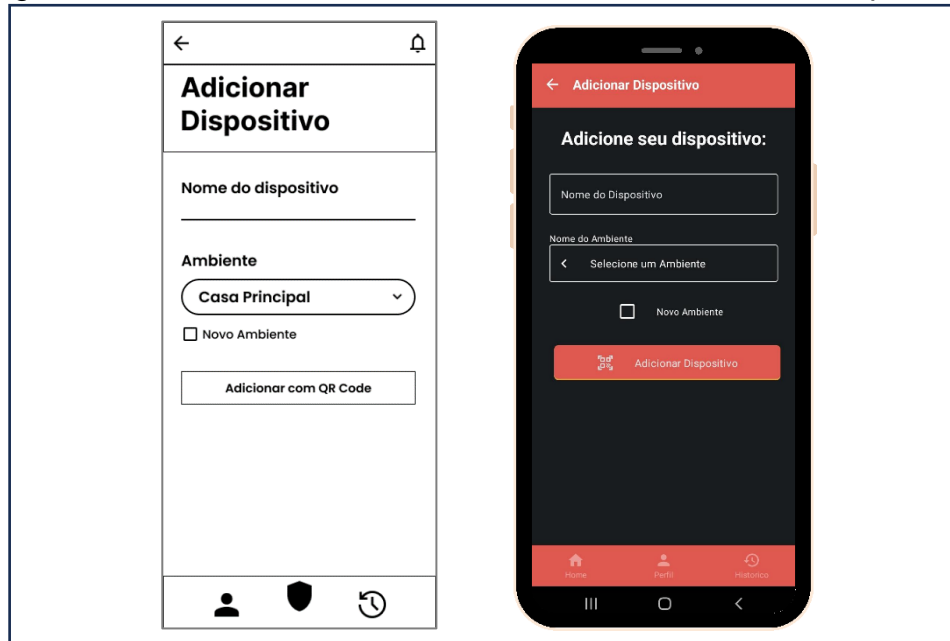 Adicionar
Dispositivo
Nome do dispositivo
Ambiente
Casa Principal
Novo Ambiente
Adicionar com QR Code
Adicionar Dispositivo
Adicione seu dispositivo:
Nome do Dispositivo
Nome do Ambiente
Selecione um Ambiente
Novo Ambiente
Adicionar Dispositivo
Home Perfil Historico